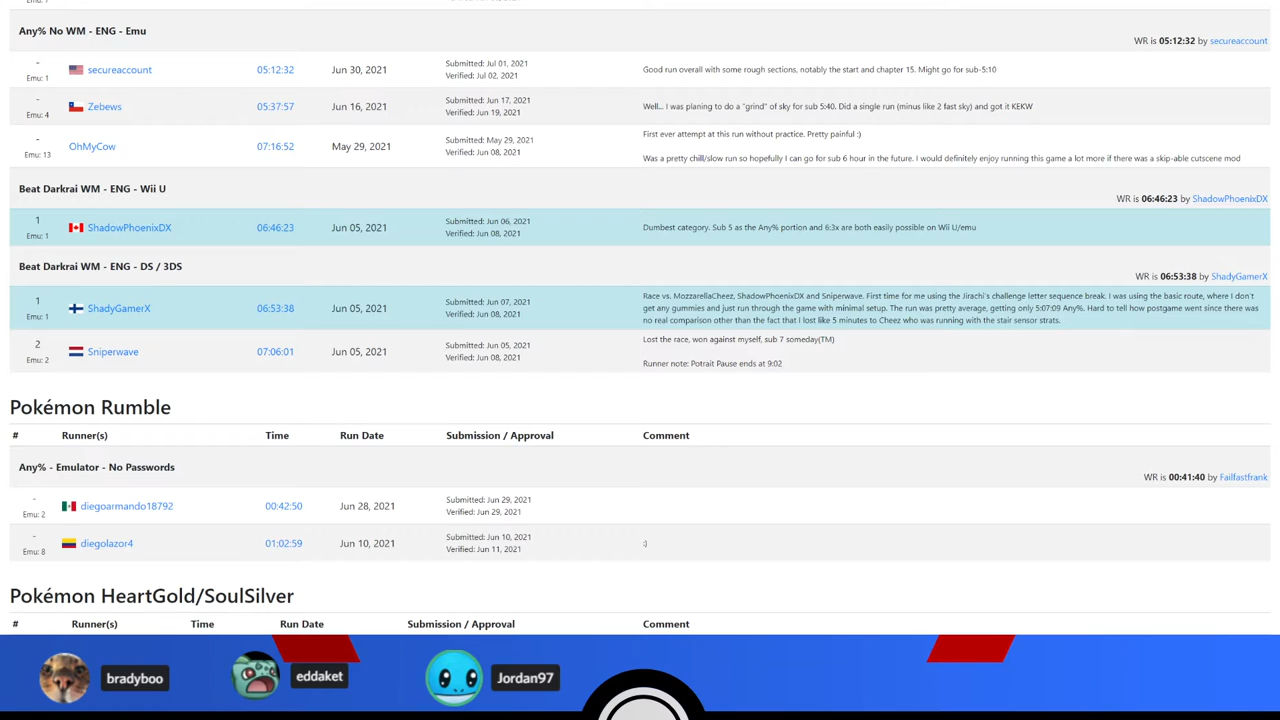 Any% No WM - ENG - Emu
WR is 05:12:32 by secureaccount
- secureaccount 05:12:32 Jun 30, 2021 Submitted: Jul 01, 2021 Good run overall with some rough sections, notably the start and chapter 15. Might go for sub-5:10
Emu: 1 Verified: Jul 02, 2021
- Zebews 05:37:57 Jun 16, 2021 Submitted: Jun 17, 2021 Well... I was planing to do a "grind" of sky for sub 5:40. Did a single run (minus like 2 fast sky) and got it KEKW
Emu: 4 Verified: Jun 19, 2021
- OhMyCow 07:16:52 May 29, 2021 Submitted: May 29, 2021 First ever attempt at this run without practice. Pretty painful :)
Emu: 13 Verified: Jun 08, 2021 Was a pretty chill/slow run so hopefully I can go for sub 6 hour in the future. I would definitely enjoy running this game a lot more if there was a skip-able cutscene mod
Beat Darkrai WM - ENG - Wii U
WR is 06:46:23 by ShadowPhoenixDX
1 ShadowPhoenixDX 06:46:23 Jun 05, 2021 Submitted: Jun 06, 2021 Dumbest category. Sub 5 as the Any% portion and 6:3x are both easily possible on Wii U/emu
Emu: 1 Verified: Jun 08, 2021
Beat Darkrai WM - ENG - DS / 3DS
WR is 06:53:38 by ShadyGamerX
1 ShadyGamerX 06:53:38 Jun 05, 2021 Submitted: Jun 07, 2021 Race vs. MozzarellaCheez, ShadowPhoenixDX and Sniperwave. First time for me using the Jirachi's challenge letter sequence break. I was using the basic route, where I don't
get any gummies and just run through the game with minimal setup. The run was pretty average, getting only 5:07:09 Any%. Hard to tell how postgame went since there was
Emu: 1 Verified: Jun 08, 2021 no real comparison other than the fact that I lost like 5 minutes to Cheez who was running with the stair sensor strats.
2 Sniperwave 07:06:01 Jun 05, 2021 Submitted: Jun 05, 2021 Lost the race, won against myself, sub 7 someday(TM)
Emu: 2 Verified: Jun 08, 2021 Runner note: Potrait Pause ends at 9:02
Pokémon Rumble
# Runner(s) Time Run Date Submission / Approval Comment
Any% - Emulator - No Passwords
WR is 00:41:40 by Failfastfrank
- diegoarmando18792 00:42:50 Jun 28, 2021 Submitted: Jun 29, 2021
Emu: 2 Verified: Jun 29, 2021
- diegolazor4 01:02:59 Jun 10, 2021 Submitted: Jun 10, 2021 :)
Emu: 8 Verified: Jun 11, 2021
Pokémon HeartGold/SoulSilver
# Runner(s) Time Run Date Submission / Approval Comment
bradyboo eddaket Jordan97